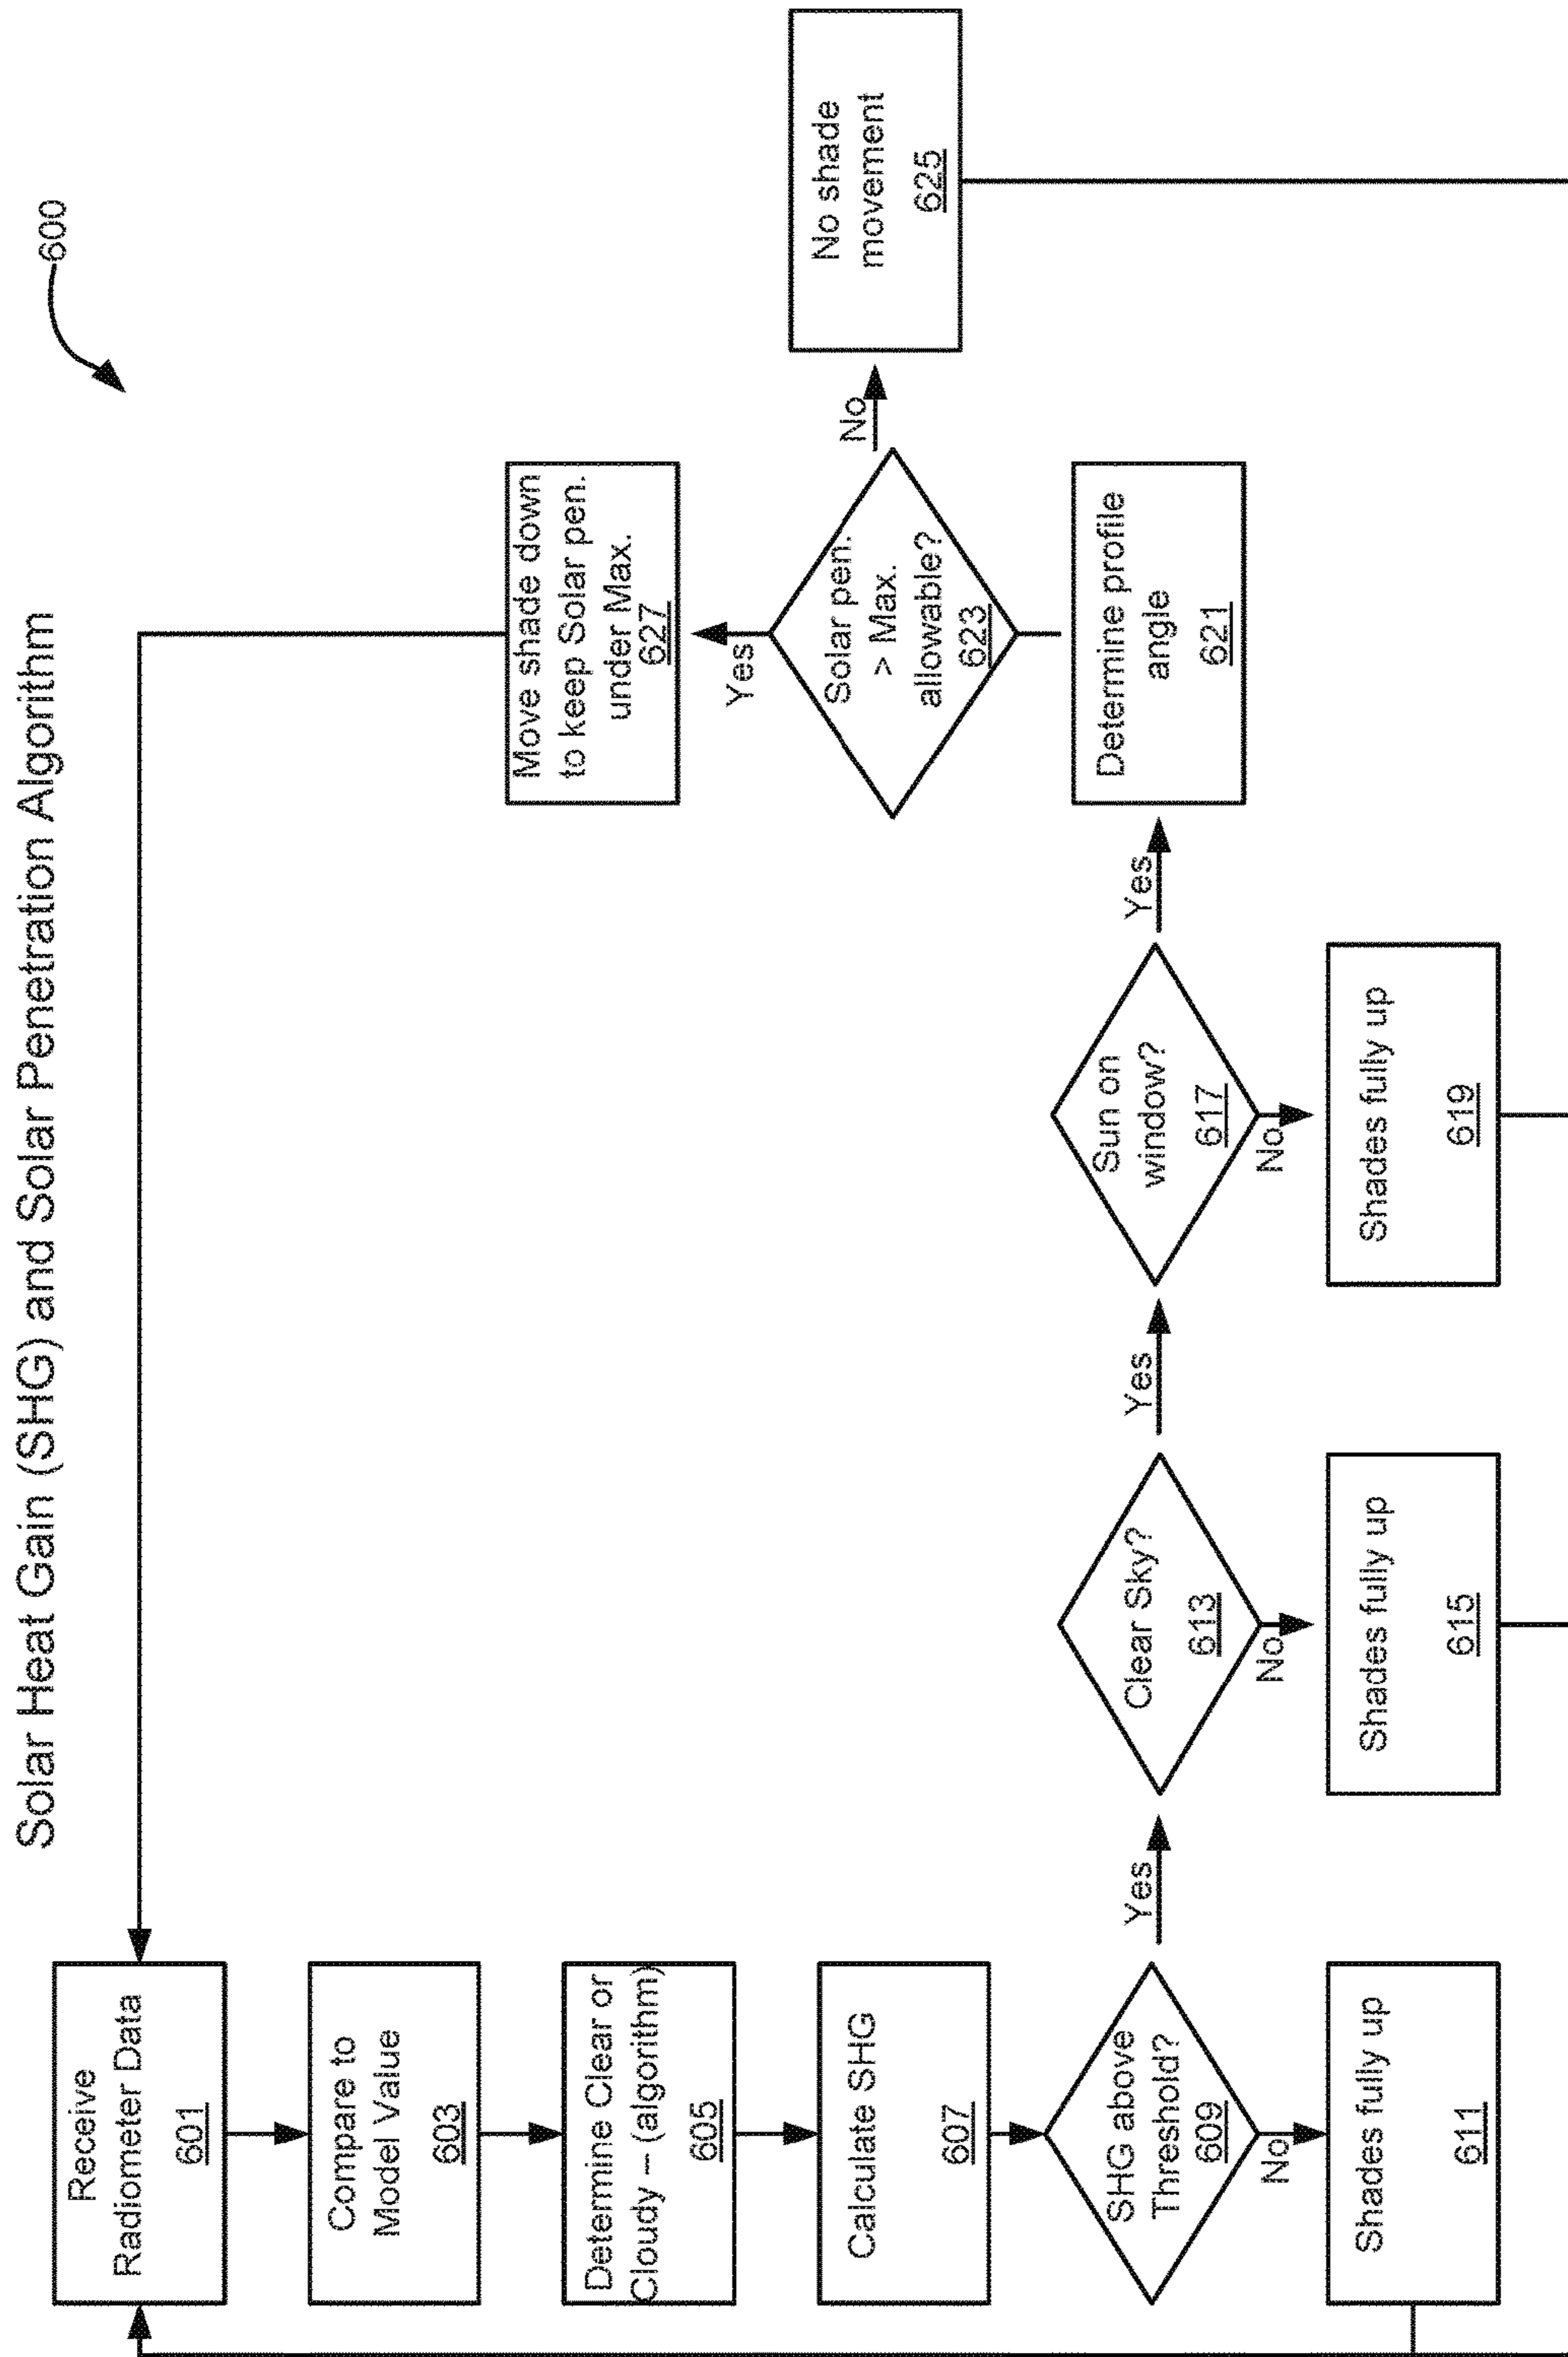 Solar Heat Gain (SHG) and Solar Penetration Algorithm
600
Receive
Radiometer Data
601
Compare to
Model Value
603
Determine Clear or
Cloudy – (algorithm)
605
Calculate SHG
607
SHG above
Threshold?
609
No
Shades fully up
611
Yes
Clear Sky?
613
No
Shades fully up
615
Yes
Sun on
window?
617
No
Shades fully up
619
Yes
Determine profile
angle
621
Solar pen.
> Max.
allowable?
623
Yes
Move shade down
to keep Solar pen.
under Max.
627
No
No shade
movement
625